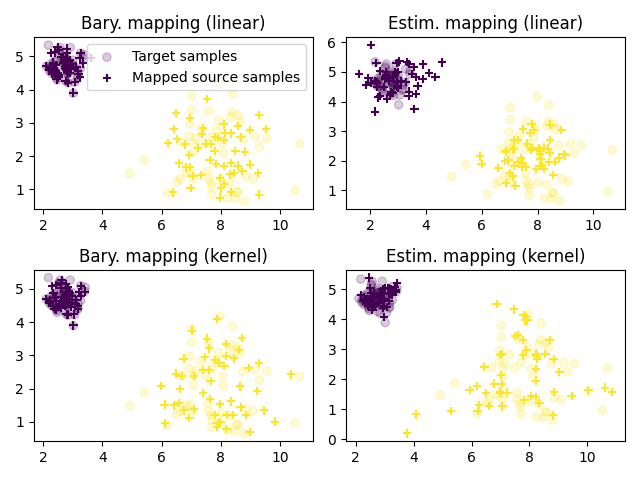 Bary. mapping (linear)
5
4
3
2
1
2 4 6 8 10
Target samples
Mapped source samples
Estim. mapping (linear)
6
5
4
3
2
1
2 4 6 8 10
Bary. mapping (kernel)
5
4
3
2
1
2 4 6 8 10
Estim. mapping (kernel)
5
4
3
2
1
0
2 4 6 8 10